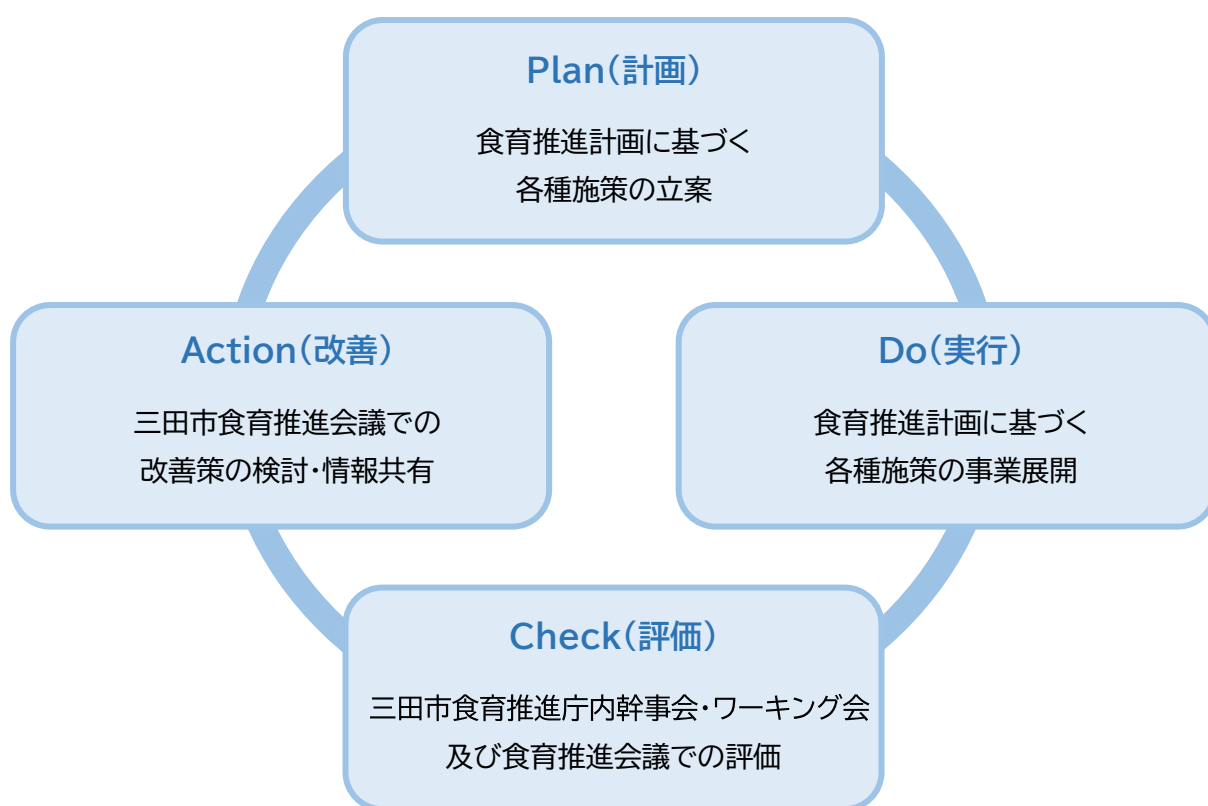 Plan(計画)
食育推進計画に基づく
各種施策の立案
Action(改善)
三田市食育推進会議での
改善策の検討・情報共有
Do(実行)
食育推進計画に基づく
各種施策の事業展開
Check(評価)
三田市食育推進庁内幹事会・ワーキング会
及び食育推進会議での評価